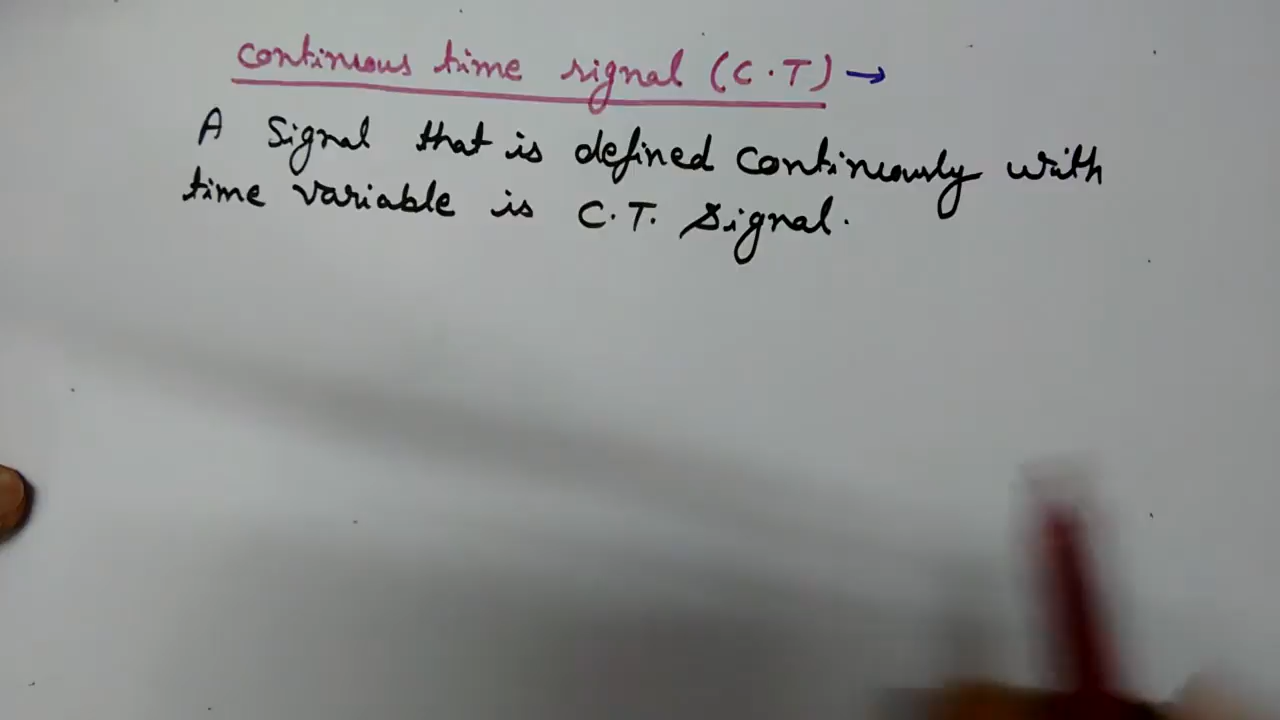 continuous time signal (C.T) →
A Signal that is defined continuously with
time variable is C.T. Signal.